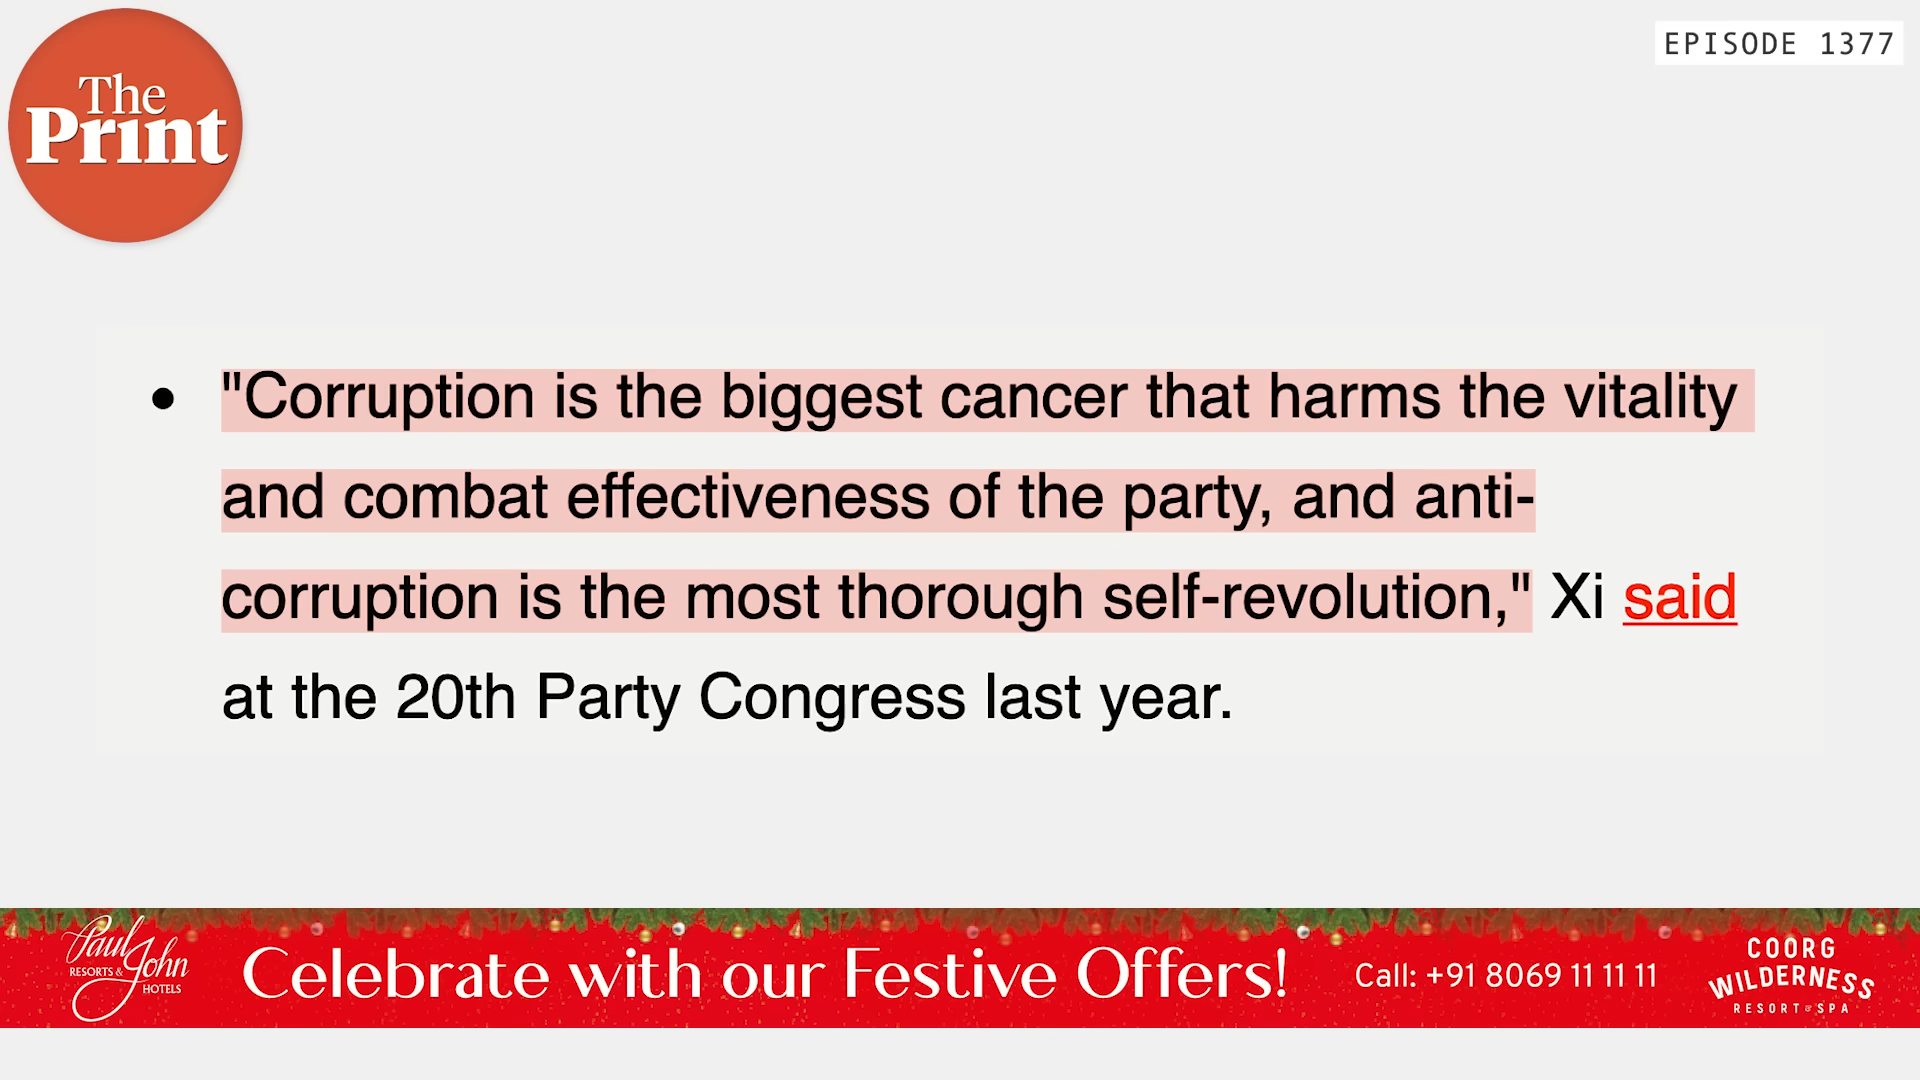 The
Print
EPISODE 1377
• "Corruption is the biggest cancer that harms the vitality
and combat effectiveness of the party, and anti-
corruption is the most thorough self-revolution," Xi said
at the 20th Party Congress last year.
Paul John
RESORTS &
HOTELS
Celebrate with our Festive Offers!
Call: +91 8069 11 11 11
COORG
WILDERNESS
RESORT & SPA